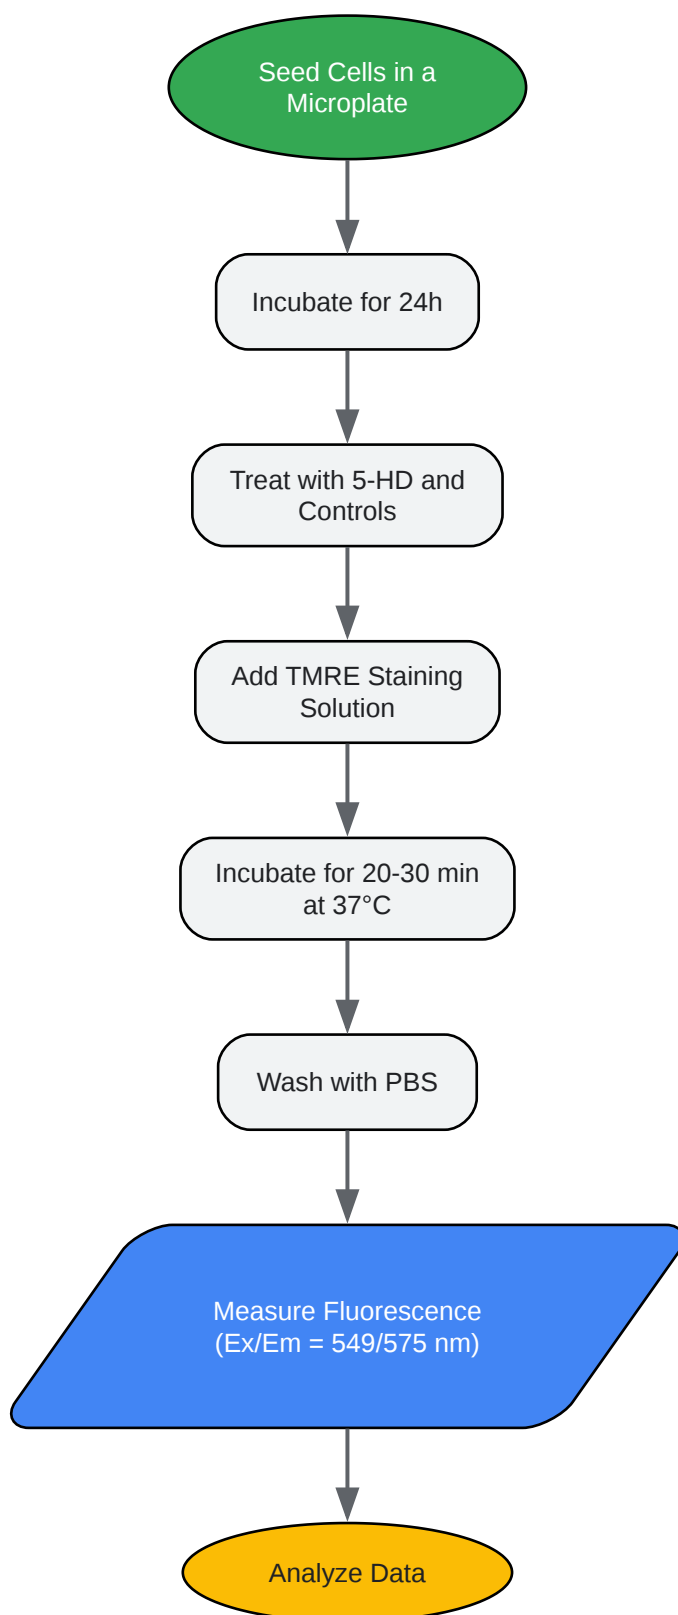 Seed Cells in a
Microplate
Incubate for 24h
Treat with 5-HD and
Controls
Add TMRE Staining
Solution
Incubate for 20-30 min
at 37°C
Wash with PBS
Measure Fluorescence
(Ex/Em = 549/575 nm)
Analyze Data